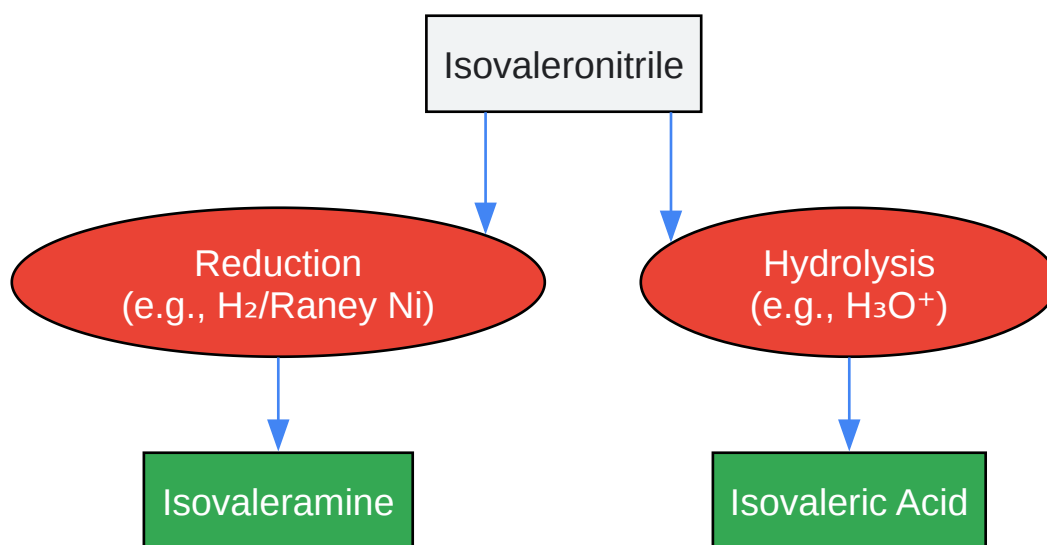 Isovaleronitrile
Reduction
(e.g., H₂/Raney Ni)
Hydrolysis
(e.g., H₃O⁺)
Isovaleramine
Isovaleric Acid